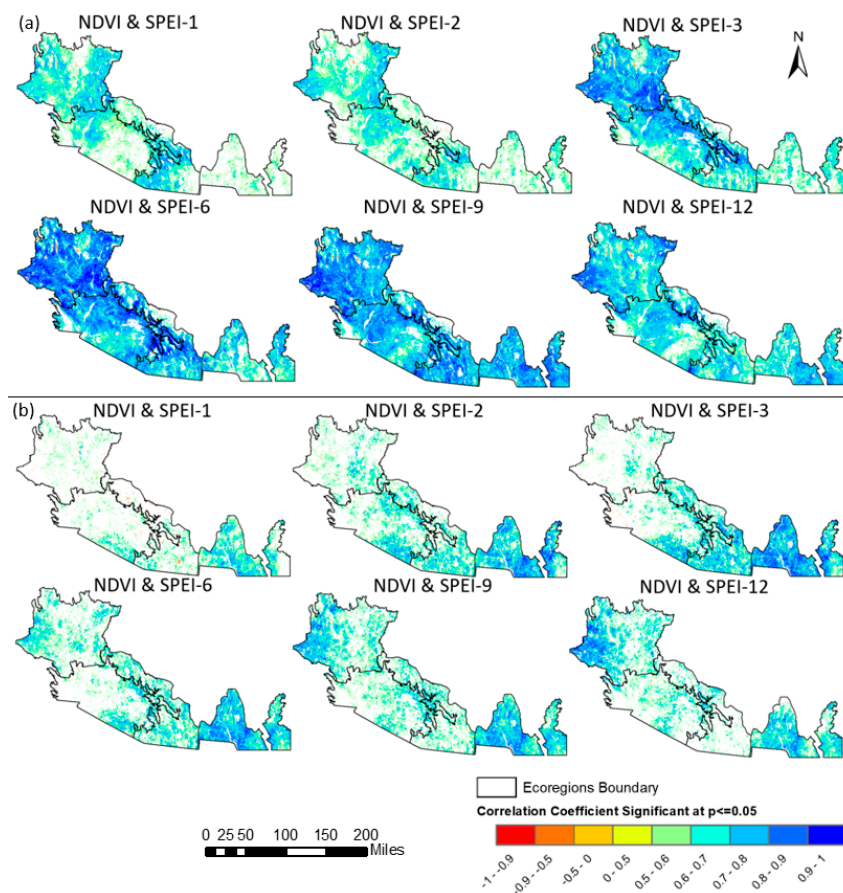 (a)
NDVI & SPEI-1
NDVI & SPEI-2
NDVI & SPEI-3
N
NDVI & SPEI-6
NDVI & SPEI-9
NDVI & SPEI-12
(b)
NDVI & SPEI-1
NDVI & SPEI-2
NDVI & SPEI-3
NDVI & SPEI-6
NDVI & SPEI-9
NDVI & SPEI-12
Ecoregions Boundary
Correlation Coefficient Significant at p<=0.05
0 25 50 100 150 200
Miles
-1 - -0.9
-0.9 - -0.5
-0.5 - 0
0 - 0.5
0.5 - 0.6
0.6 - 0.7
0.7 - 0.8
0.8 - 0.9
0.9 - 1